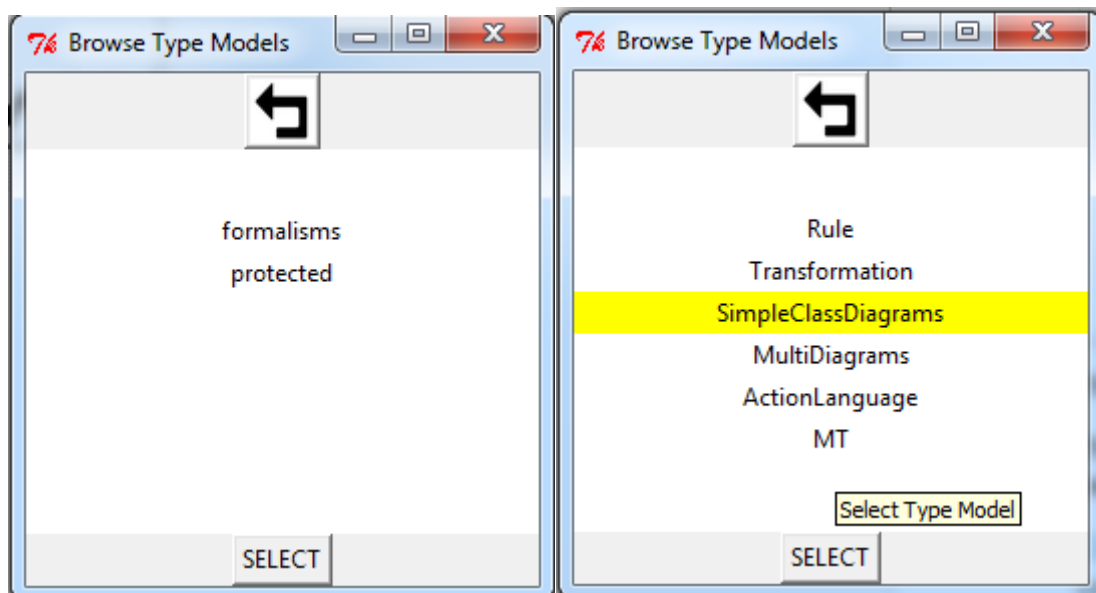 Browse Type Models
formalisms
protected
SELECT
Browse Type Models
Rule
Transformation
SimpleClassDiagrams
MultiDiagrams
ActionLanguage
MT
Select Type Model
SELECT